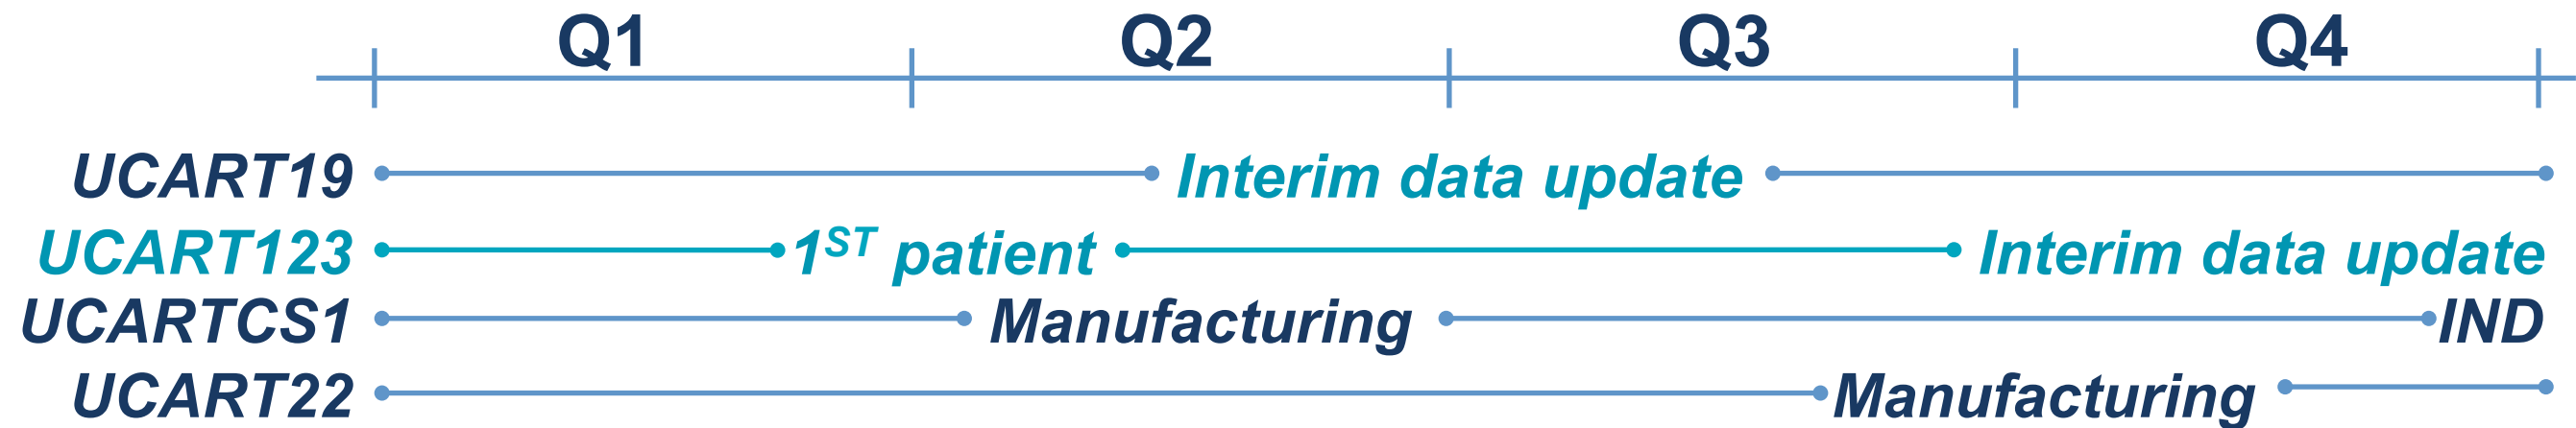 Q1 Q2 Q3 Q4
UCART19 Interim data update
UCART123 1ST patient Interim data update
UCARTCS1 Manufacturing IND
UCART22 Manufacturing